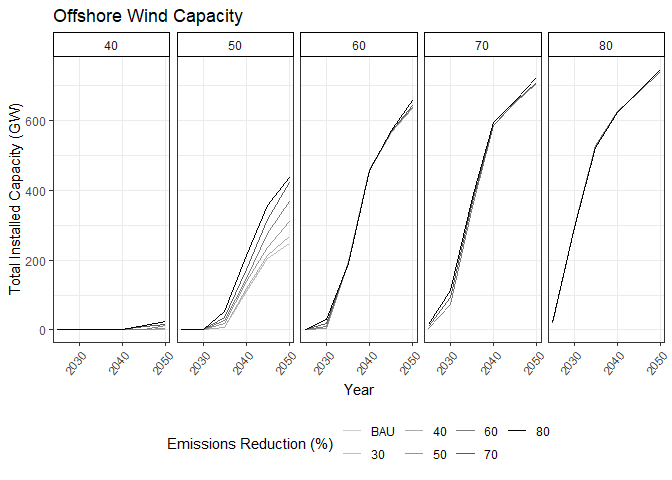 Offshore Wind Capacity
40 50 60 70 80
Total Installed Capacity (GW)
600
400
200
0
2030 2040 2050 2030 2040 2050 2030 2040 2050 2030 2040 2050 2030 2040 2050
Year
Emissions Reduction (%)
BAU 40 60 80
30 50 70